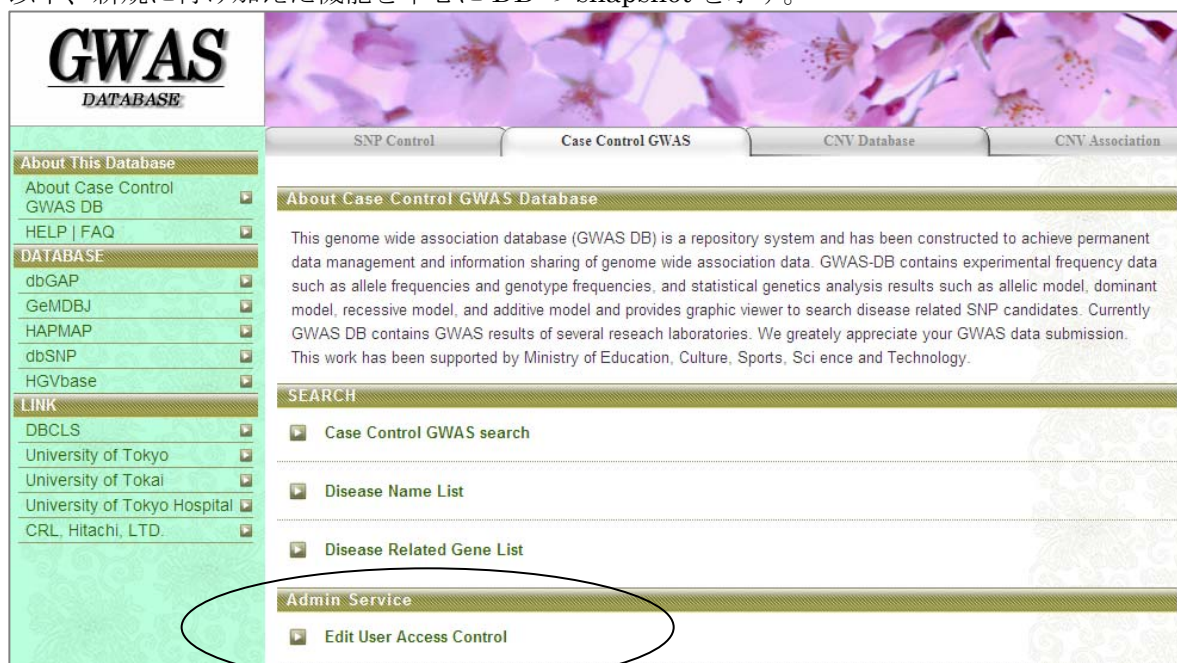 以下、新規に付け加えた機能を中心に DB の snapshot を示す。
GWAS
DATABASE
SNP Control
Case Control GWAS
CNV Database
CNV Association
About This Database
About Case Control
GWAS DB
HELP | FAQ
DATABASE
dbGAP
GeMDBJ
HAPMAP
dbSNP
HGVbase
LINK
DBCLS
University of Tokyo
University of Tokai
University of Tokyo Hospital
CRL, Hitachi, LTD.
About Case Control GWAS Database
This genome wide association database (GWAS DB) is a repository system and has been constructed to achieve permanent
data management and information sharing of genome wide association data. GWAS-DB contains experimental frequency data
such as allele frequencies and genotype frequencies, and statistical genetics analysis results such as allelic model, dominant
model, recessive model, and additive model and provides graphic viewer to search disease related SNP candidates. Currently
GWAS DB contains GWAS results of several reseach laboratories. We greately appreciate your GWAS data submission.
This work has been supported by Ministry of Education, Culture, Sports, Sci ence and Technology.
SEARCH
Case Control GWAS search
Disease Name List
Disease Related Gene List
Admin Service
Edit User Access Control